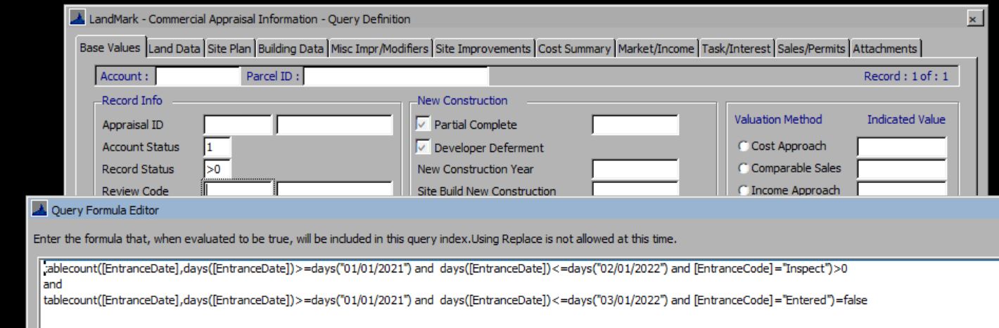 LandMark - Commercial Appraisal Information - Query Definition
Base Values Land Data Site Plan Building Data Misc Impr/Modifiers Site Improvements Cost Summary Market/Income Task/Interest Sales/Permits Attachments
Account : Parcel ID : Record : 1 of : 1
Record Info New Construction
Appraisal ID Partial Complete Valuation Method Indicated Value
Account Status 1 Developer Deferment Cost Approach
Record Status >0 New Construction Year Comparable Sales
Review Code Site Build New Construction Income Approach
Query Formula Editor
Enter the formula that, when evaluated to be true, will be included in this query index.Using Replace is not allowed at this time.
tablecount([EntranceDate],days([EntranceDate])>=days("01/01/2021") and  days([EntranceDate])<=days("02/01/2022") and [EntranceCode]="Inspect")>0
and
tablecount([EntranceDate],days([EntranceDate])>=days("01/01/2021") and  days([EntranceDate])<=days("03/01/2022") and [EntranceCode]="Entered")=false